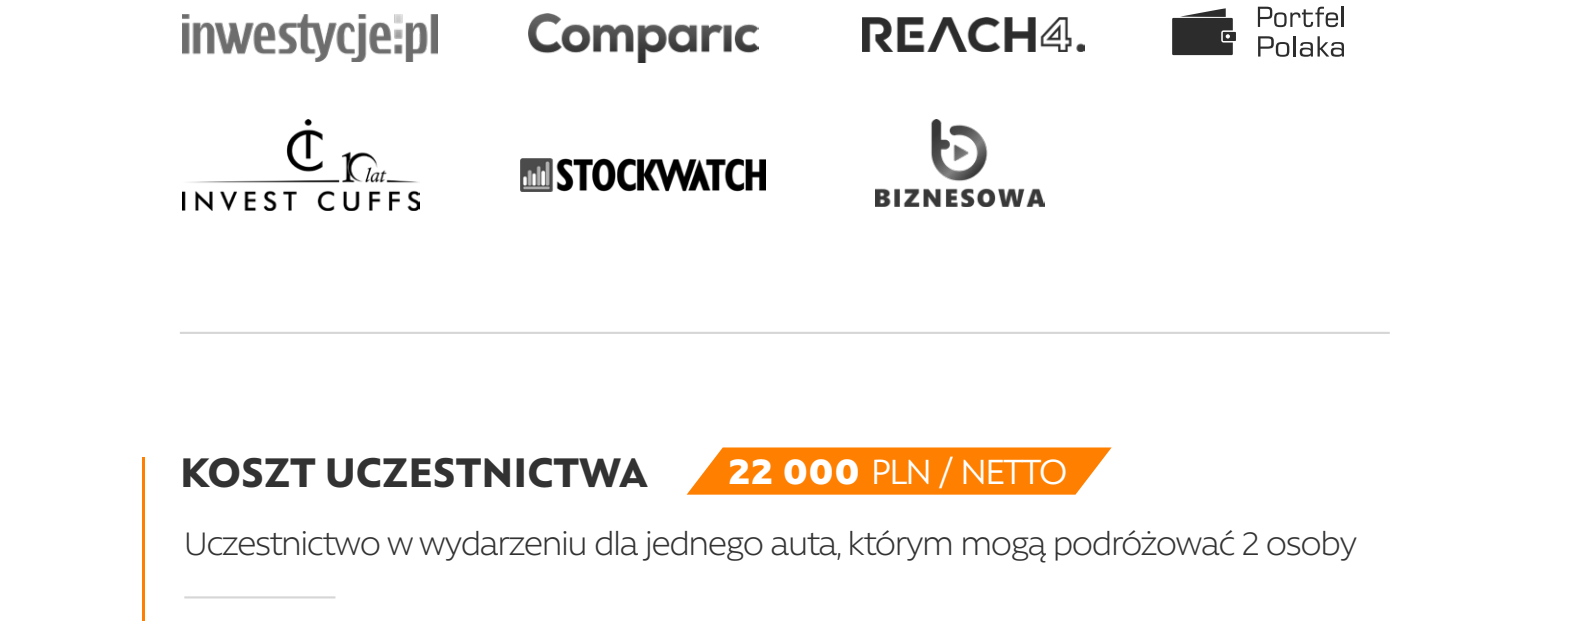 inwestycje.pl
Comparic
REACH4.
Portfel
Polaka
IC
10 lat
INVEST CUFFS
STOCKWATCH
b
BIZNESOWA
KOSZT UCZESTNICTWA 22 000 PLN / NETTO
Uczestnictwo w wydarzeniu dla jednego auta, którym mogą podróżować 2 osoby